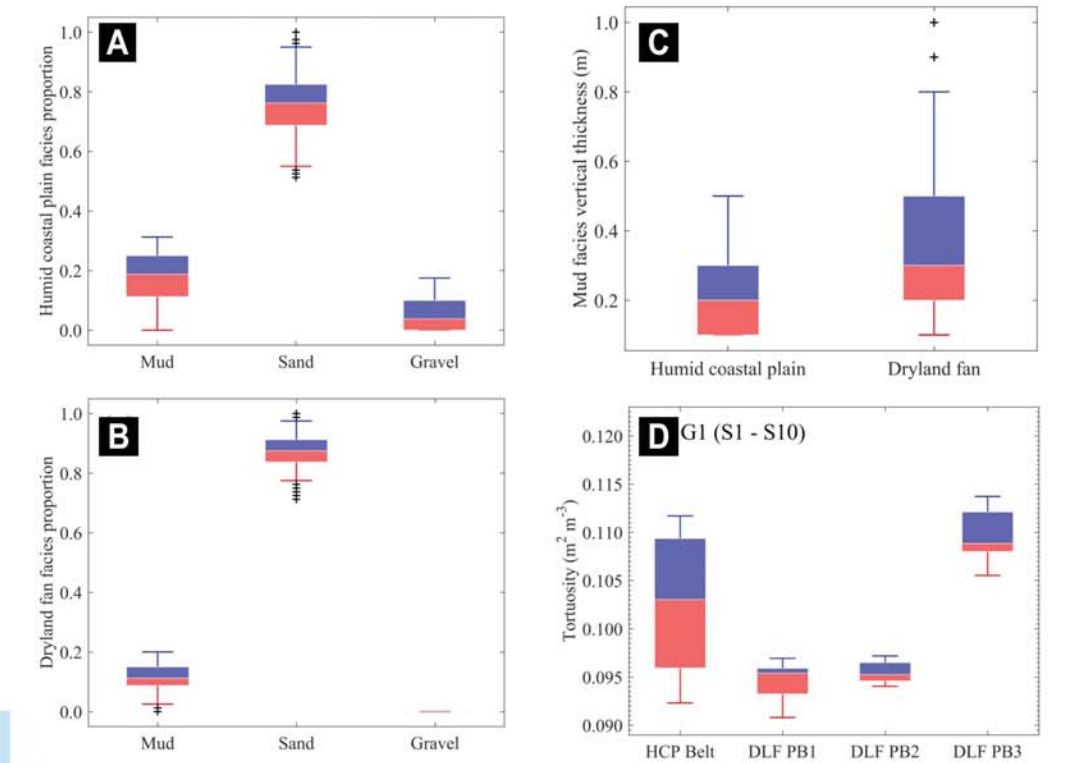 A
Humid coastal plain facies proportion
1.0
0.8
0.6
0.4
0.2
0.0
Mud Sand Gravel
C
Mud facies vertical thickness (m)
1.0
0.8
0.6
0.4
0.2
Humid coastal plain Dryland fan
B
Dryland fan facies proportion
1.0
0.8
0.6
0.4
0.2
0.0
Mud Sand Gravel
D G1 (S1 - S10)
Tortuosity (m² m⁻³)
0.120
0.115
0.110
0.105
0.100
0.095
0.090
HCP Belt DLF PB1 DLF PB2 DLF PB3